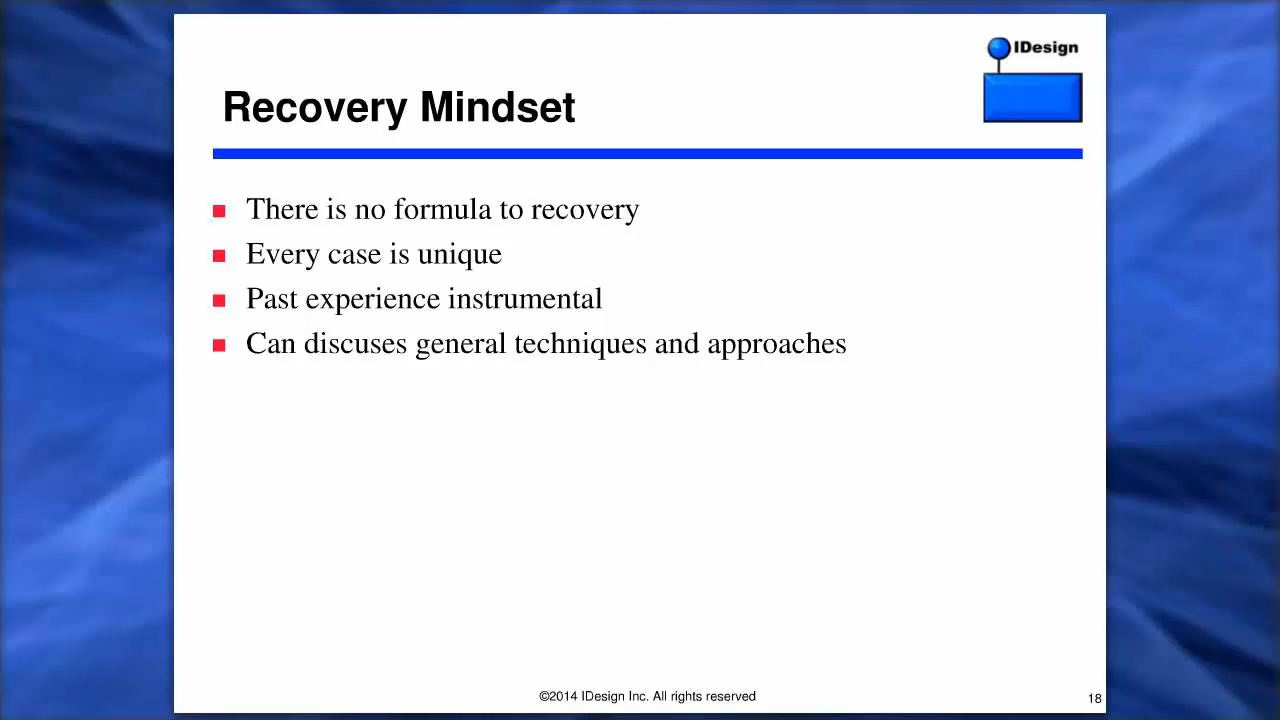 IDesign
Recovery Mindset
There is no formula to recovery
Every case is unique
Past experience instrumental
Can discuses general techniques and approaches
©2014 IDesign Inc. All rights reserved
18